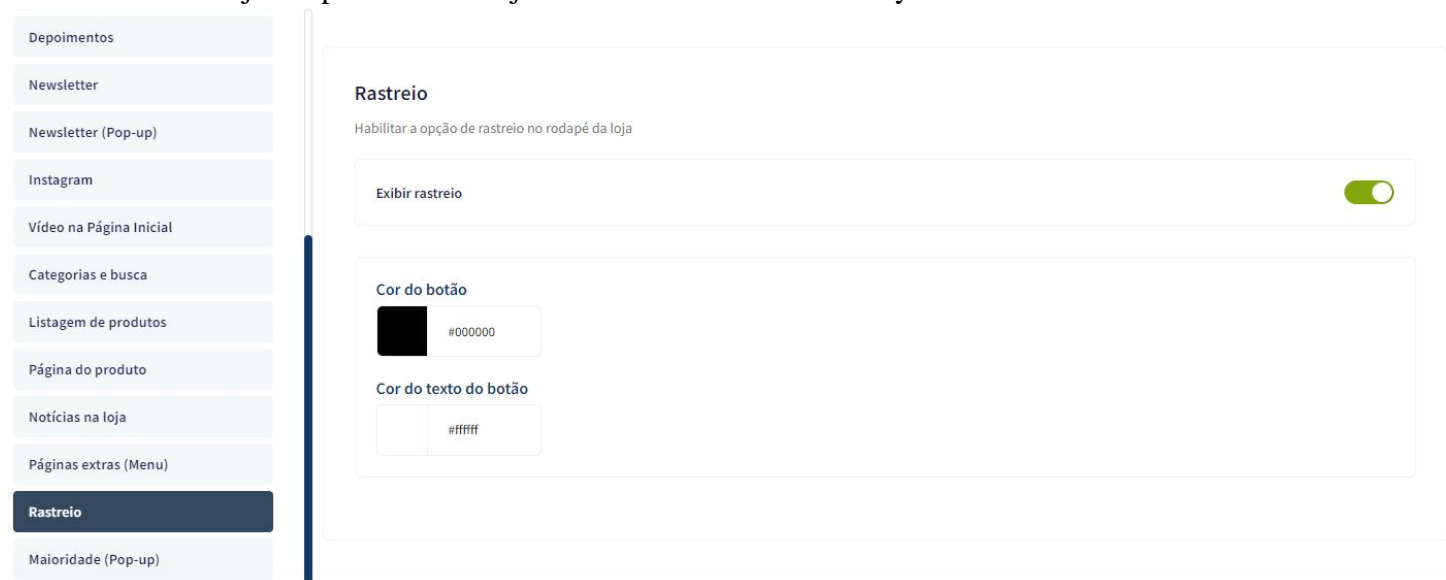 Depoimentos
Newsletter
Newsletter (Pop-up)
Instagram
Vídeo na Página Inicial
Categorias e busca
Listagem de produtos
Página do produto
Notícias na loja
Páginas extras (Menu)
Rastreio
Maioridade (Pop-up)
Rastreio
Habilitar a opção de rastreio no rodapé da loja
Exibir rastreio
Cor do botão
#000000
Cor do texto do botão
#ffffff